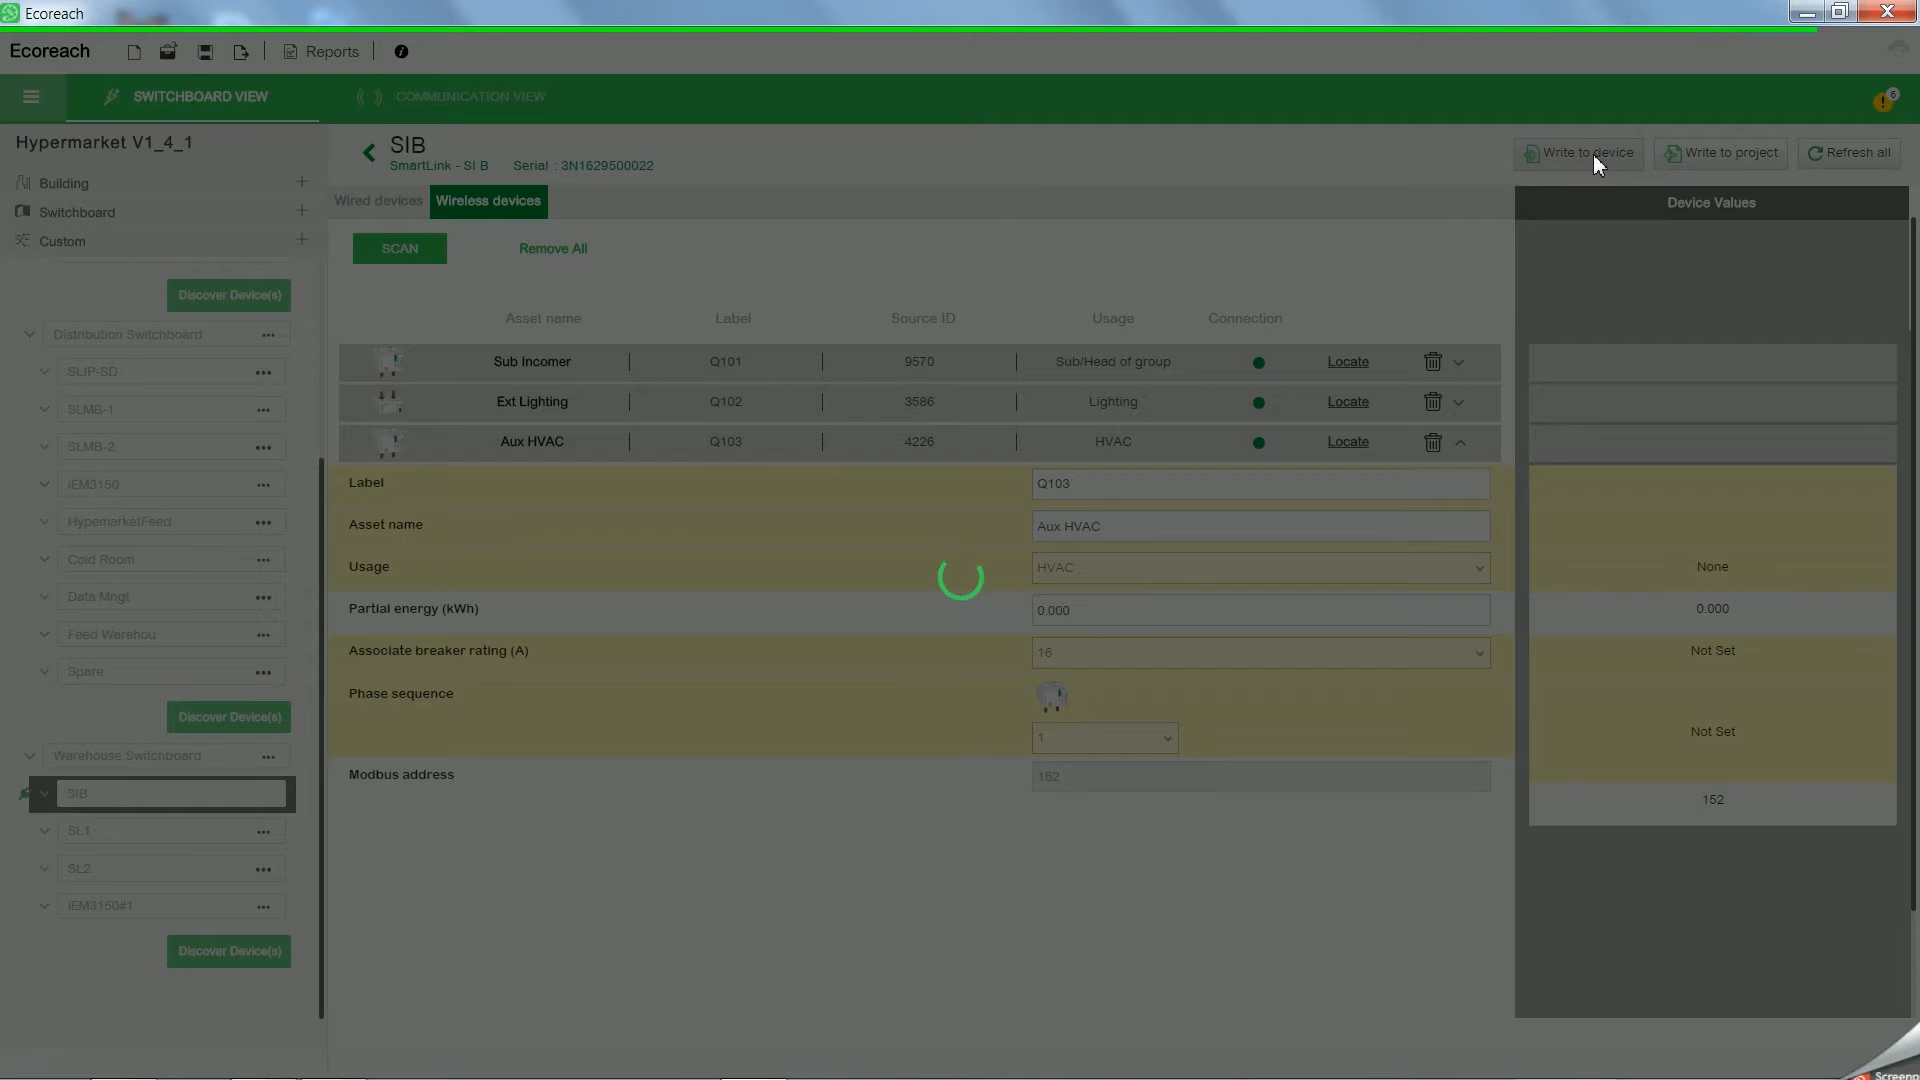 Ecoreach
Ecoreach Reports
SWITCHBOARD VIEW COMMUNICATION VIEW 6
Hypermarket V1_4_1
Building
Switchboard
Custom
Discover Device(s)
Distribution Switchboard
SLIP-SD
SLMB-1
SLMB-2
iEM3150
HypemarketFeed
Cold Room
Data Mngt
Feed Warehou
Spare
Discover Device(s)
Warehouse Switchboard
SIB
SL1
SL2
iEM3150#1
Discover Device(s)
SIB
SmartLink - SI B Serial : 3N1629500022
Write to device Write to project Refresh all
Wired devices Wireless devices
Device Values
SCAN Remove All
Asset name Label Source ID Usage Connection
Sub Incomer Q101 9570 Sub/Head of group Locate
Ext Lighting Q102 3586 Lighting Locate
Aux HVAC Q103 4226 HVAC Locate
Label Q103
Asset name Aux HVAC
Usage HVAC None
Partial energy (kWh) 0.000 0.000
Associate breaker rating (A) 16 Not Set
Phase sequence
1 Not Set
Modbus address 152 152